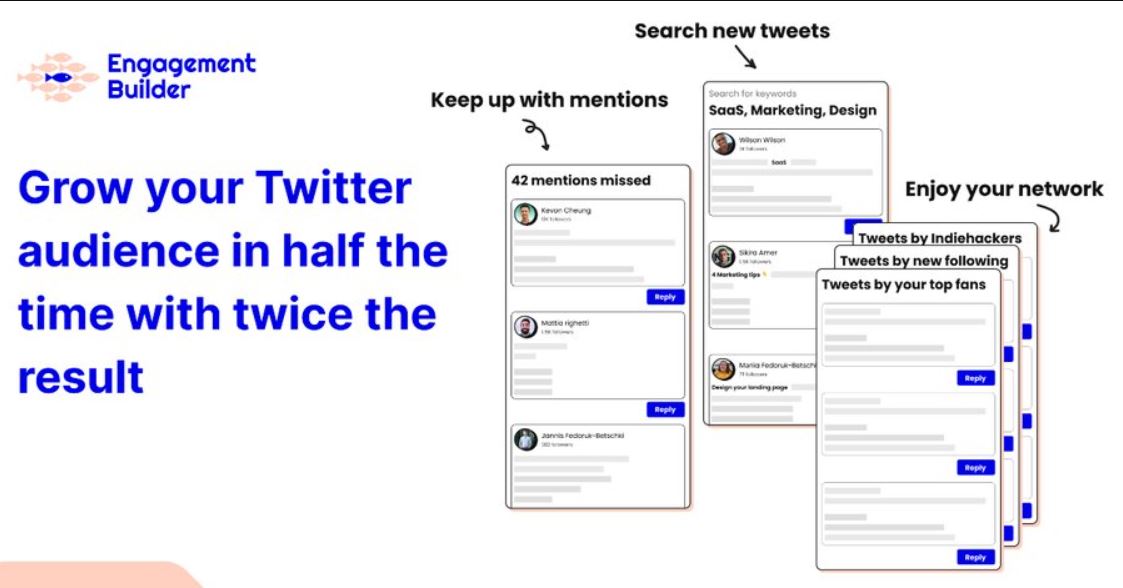 Engagement
Builder
Grow your Twitter
audience in half the
time with twice the
result
Keep up with mentions
42 mentions missed
Kevon Cheung
Reply
Mattia righetti
Reply
Jannis Fedoruk-Betschki
Search new tweets
Search for keywords
SaaS, Marketing, Design
Wilson Wilson
SaaS
Sikira Amer
4 Marketing tips 👇
Mariia Fedoruk-Betschki
Design your landing page
Enjoy your network
Tweets by Indiehackers
Tweets by new following
Tweets by your top fans
Reply
Reply
Reply